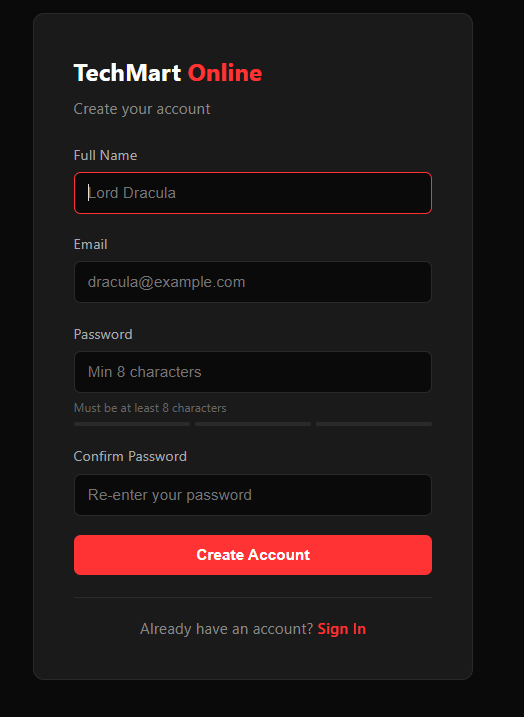 TechMart Online
Create your account
Full Name
Lord Dracula
Email
dracula@example.com
Password
Min 8 characters
Must be at least 8 characters
Confirm Password
Re-enter your password
Create Account
Already have an account? Sign In